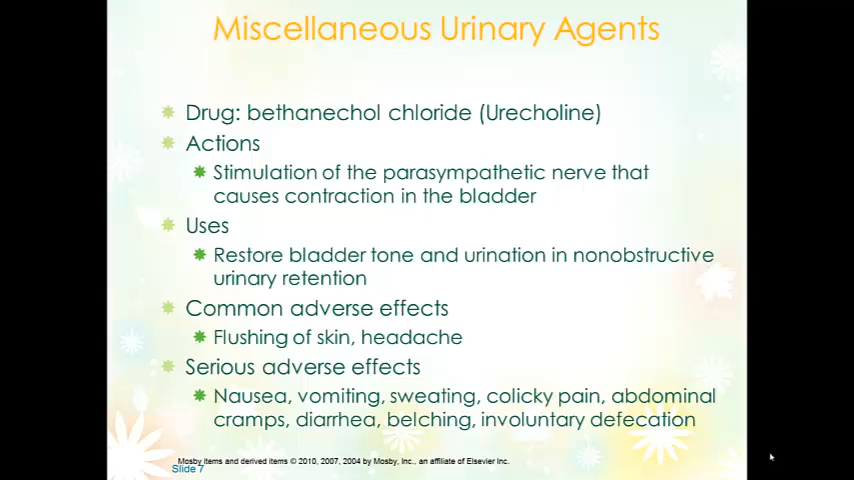 Miscellaneous Urinary Agents
Drug: bethanechol chloride (Urecholine)
Actions
Stimulation of the parasympathetic nerve that
causes contraction in the bladder
Uses
Restore bladder tone and urination in nonobstructive
urinary retention
Common adverse effects
Flushing of skin, headache
Serious adverse effects
Nausea, vomiting, sweating, colicky pain, abdominal
cramps, diarrhea, belching, involuntary defecation
Mosby items and derived items © 2010, 2007, 2004 by Mosby, Inc., an affiliate of Elsevier Inc.
Slide 7